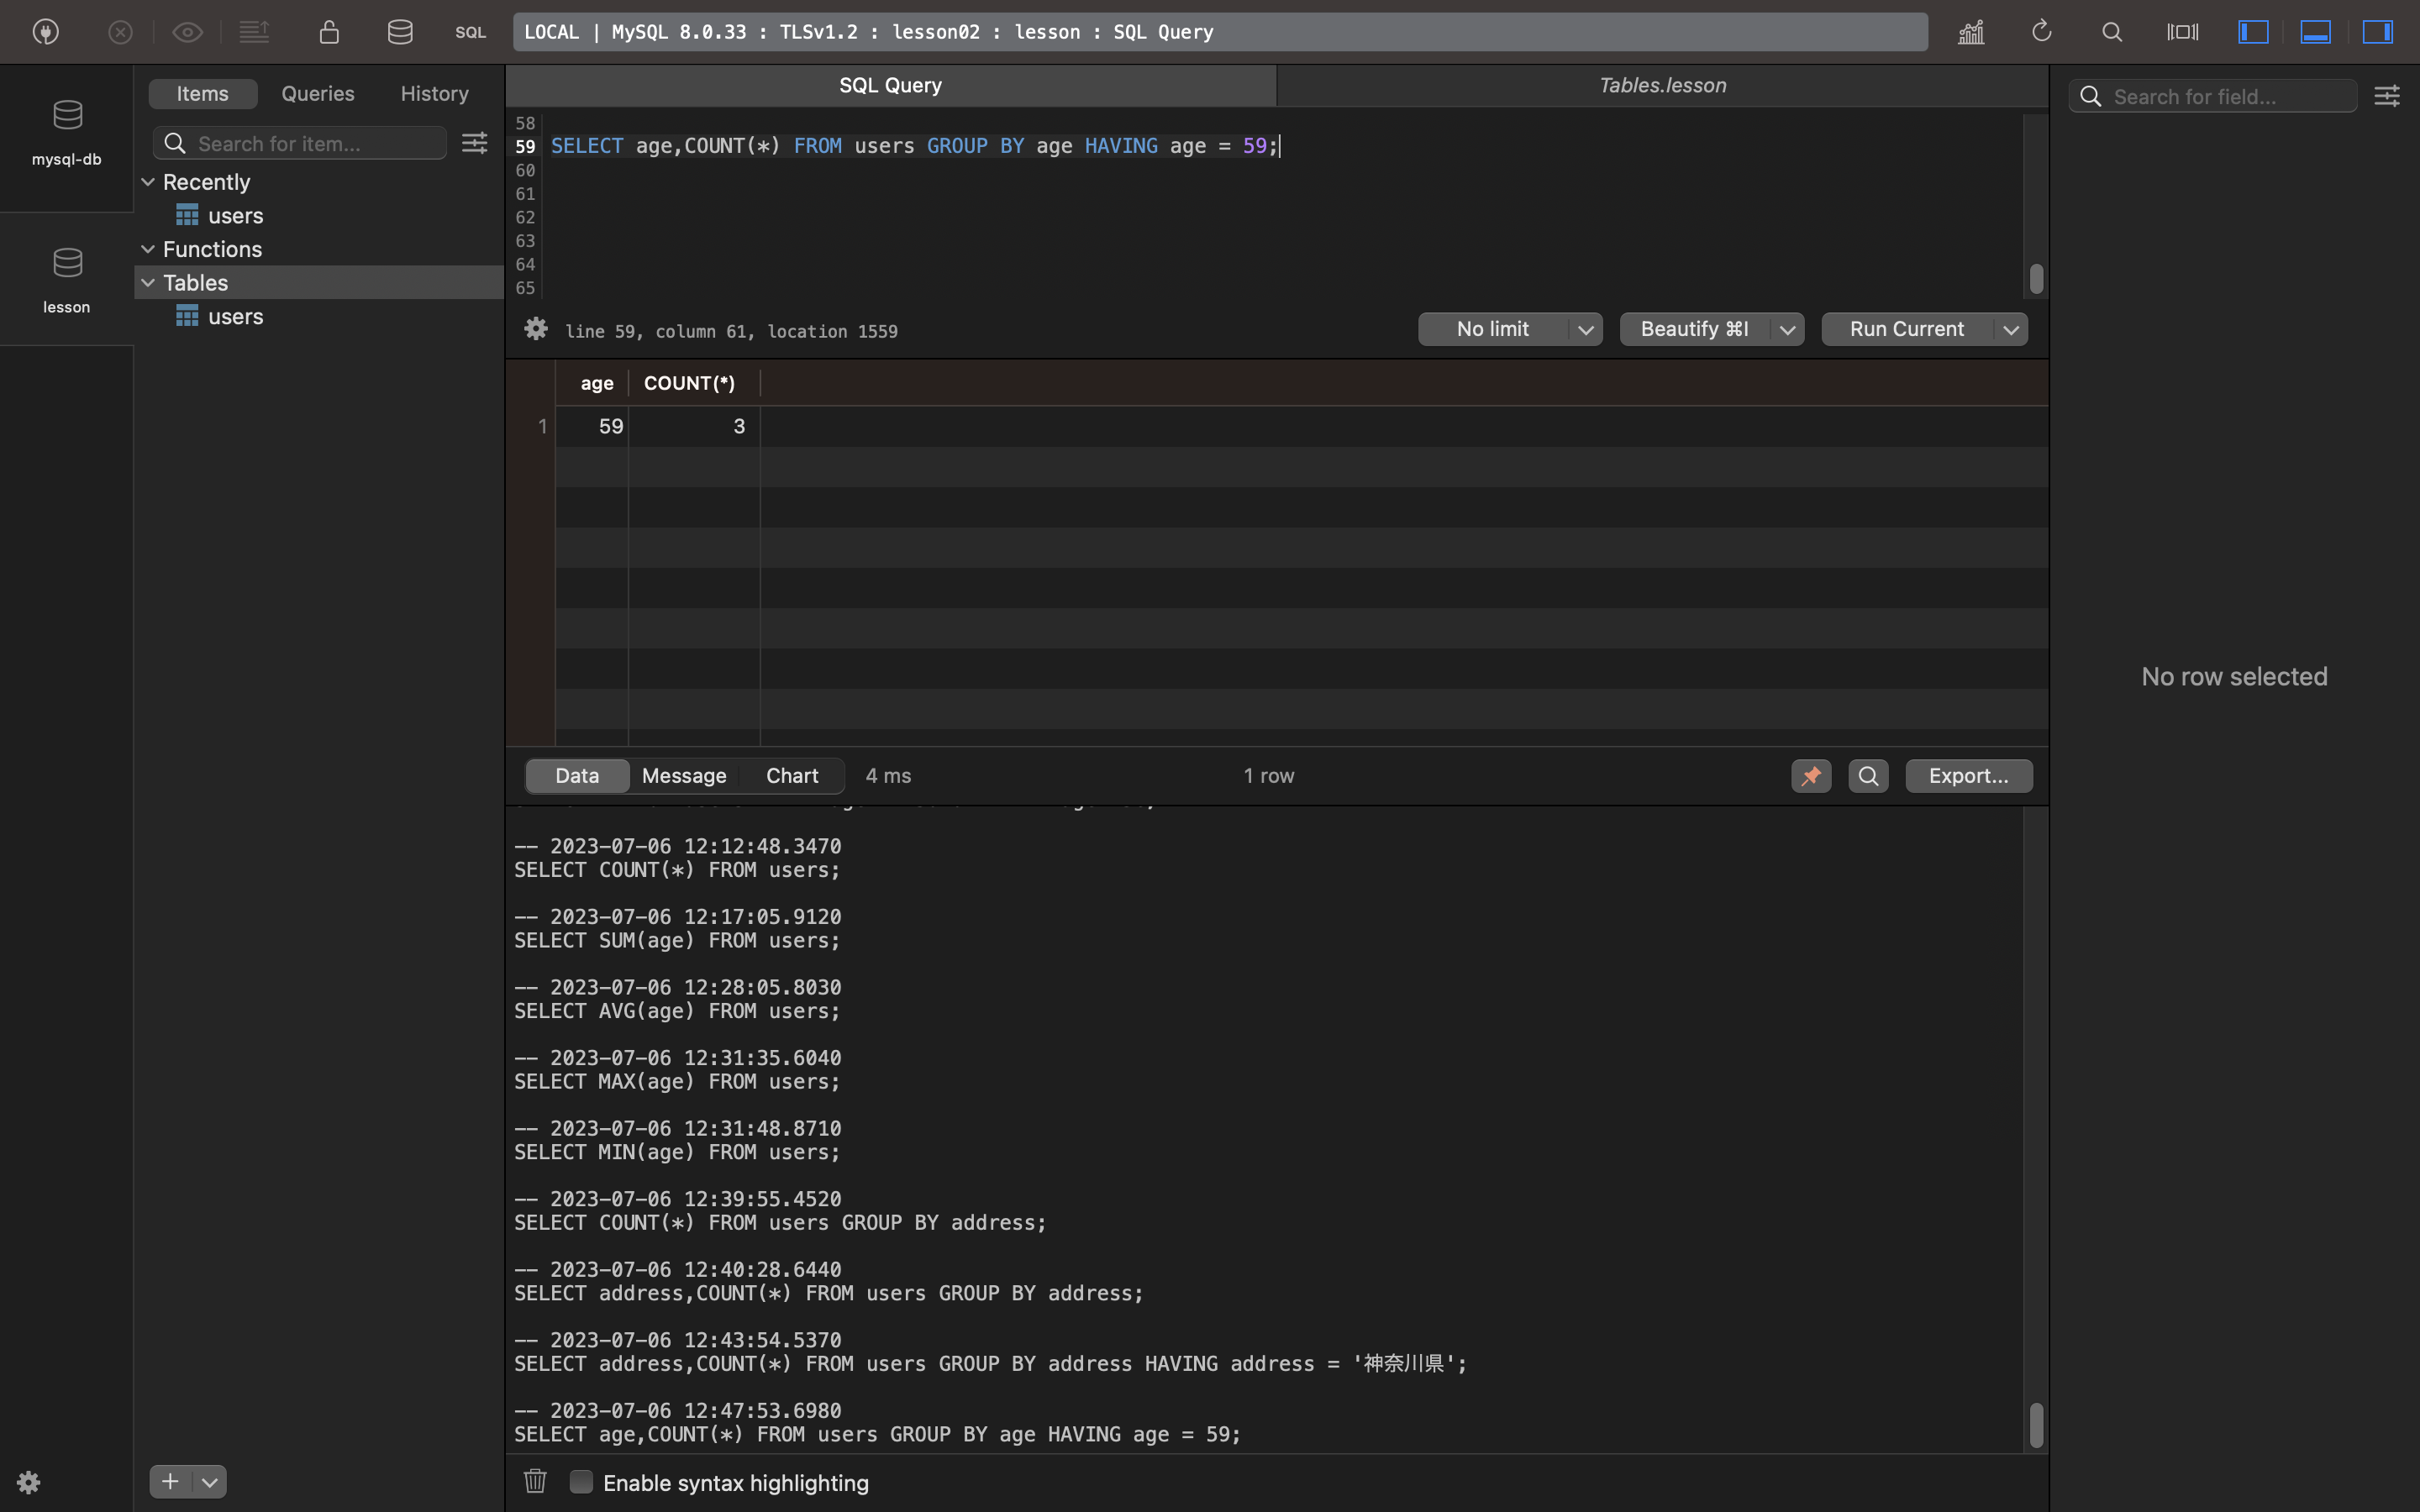 SQL
LOCAL | MySQL 8.0.33 : TLSv1.2 : lesson02 : lesson : SQL Query
mysql-db
lesson
Items Queries History
Search for item...
Recently
users
Functions
Tables
users
SQL Query
Tables.lesson
58
59 SELECT age,COUNT(*) FROM users GROUP BY age HAVING age = 59;
60
61
62
63
64
65
line 59, column 61, location 1559
No limit
Beautify ⌘I
Run Current
age COUNT(*)
1 59 3
Data Message Chart 4 ms
1 row
Export...
-- 2023-07-06 12:12:48.3470
SELECT COUNT(*) FROM users;
-- 2023-07-06 12:17:05.9120
SELECT SUM(age) FROM users;
-- 2023-07-06 12:28:05.8030
SELECT AVG(age) FROM users;
-- 2023-07-06 12:31:35.6040
SELECT MAX(age) FROM users;
-- 2023-07-06 12:31:48.8710
SELECT MIN(age) FROM users;
-- 2023-07-06 12:39:55.4520
SELECT COUNT(*) FROM users GROUP BY address;
-- 2023-07-06 12:40:28.6440
SELECT address,COUNT(*) FROM users GROUP BY address;
-- 2023-07-06 12:43:54.5370
SELECT address,COUNT(*) FROM users GROUP BY address HAVING address = '神奈川県';
-- 2023-07-06 12:47:53.6980
SELECT age,COUNT(*) FROM users GROUP BY age HAVING age = 59;
Enable syntax highlighting
Search for field...
No row selected